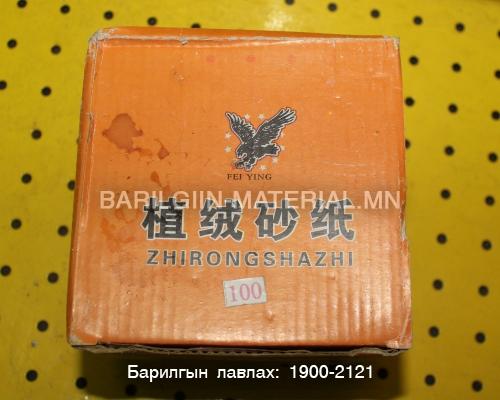 FEI YING
BARILGIIN-MATERIAL.MN
植绒砂纸
ZHIRONGSHAZHI
100
Барилгын лавлах: 1900-2121